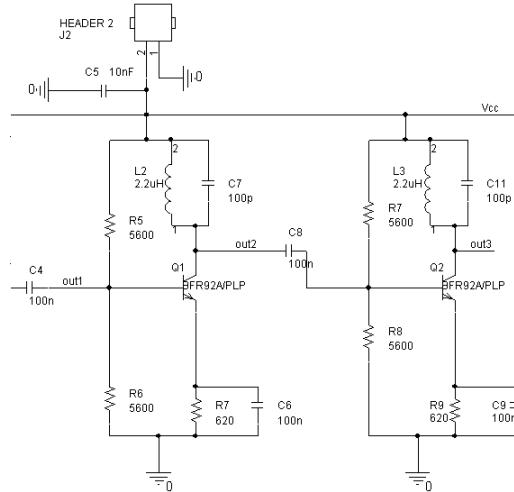 HEADER 2
J2
2
1
0
C5 10nF
0
Vcc
2
L2
2.2uH
C7
100p
1
R5
5600
C4
100n
out1
out2
C8
100n
Q1
BFR92A/PLP
R6
5600
R7
620
C6
100n
0
2
L3
2.2uH
C11
100p
1
R7
5600
out3
Q2
BFR92A/PLP
R8
5600
R9
620
C9
100n
0